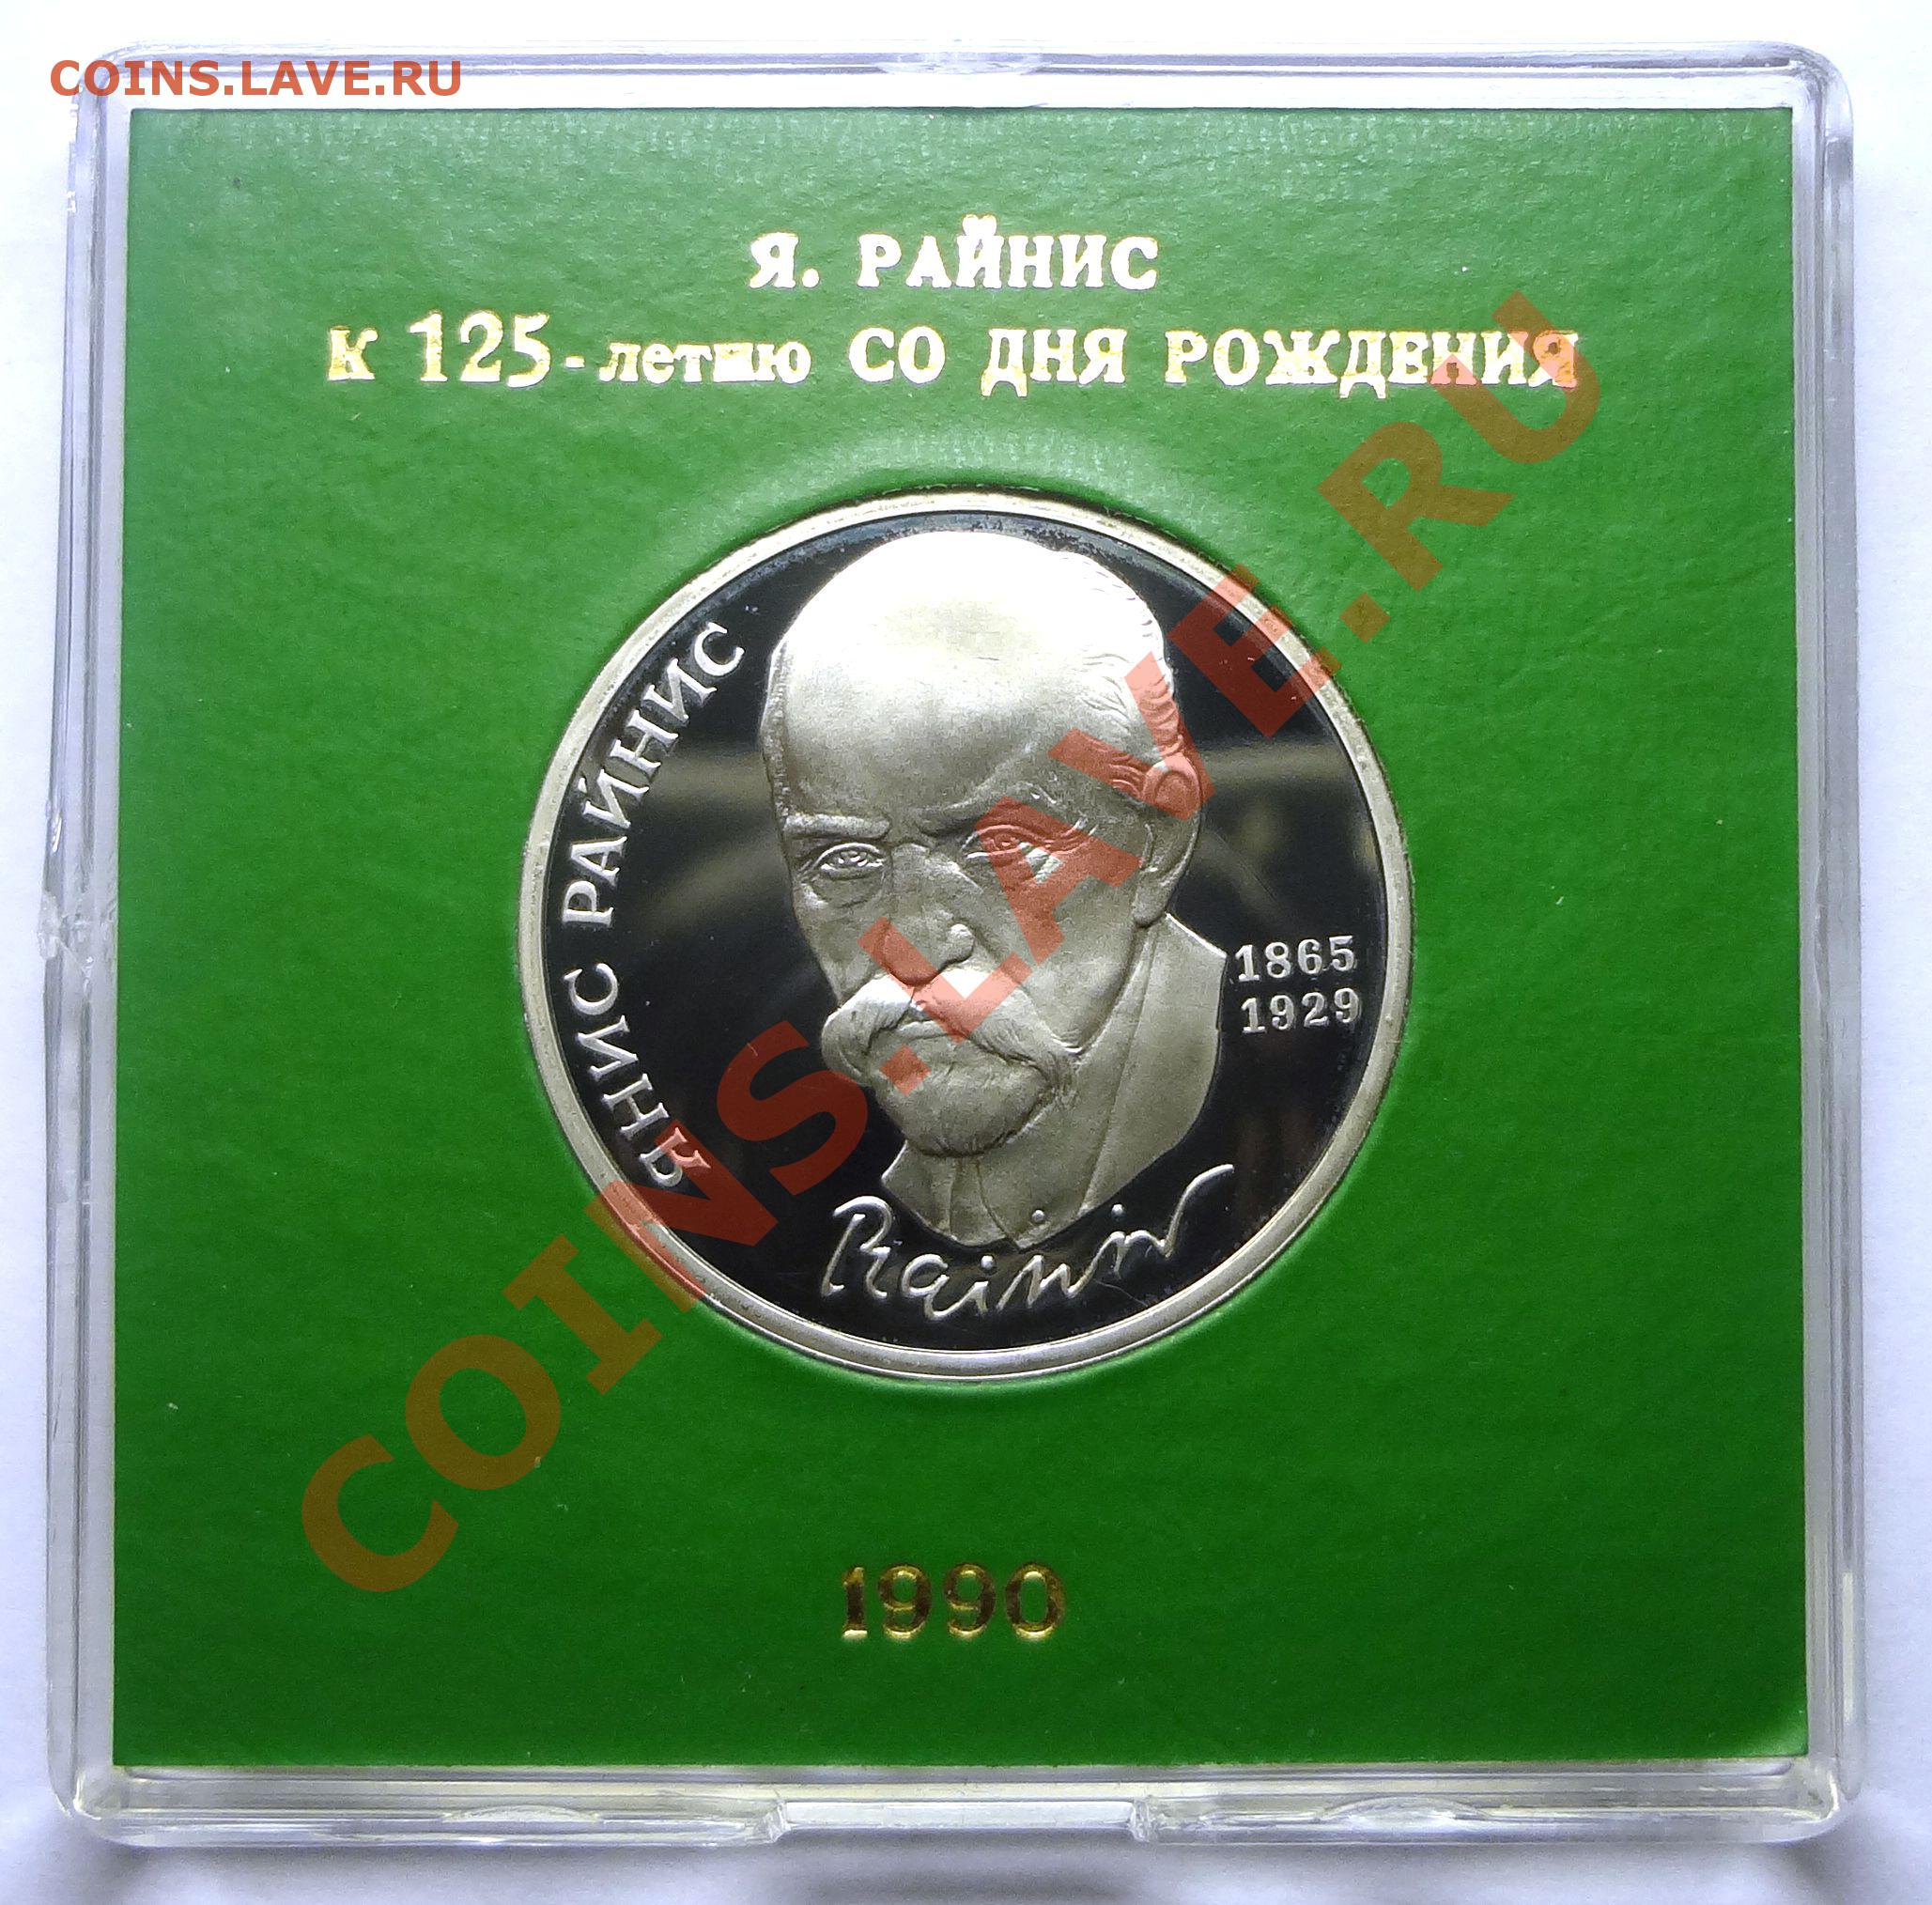 COINS.LAVE.RU
Я. РАЙНИС
К 125-летию СО ДНЯ РОЖДЕНИЯ
ЯНИС РАЙНИС
1865
1929
Rainis
1990
COINS.LAVE.RU